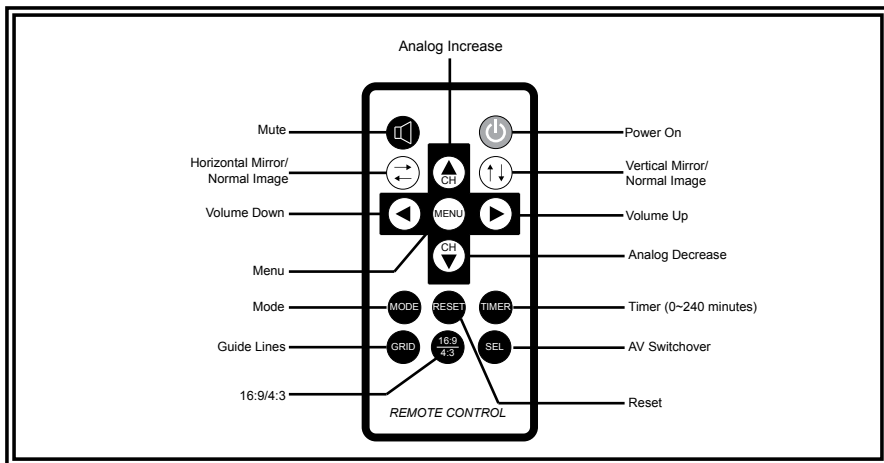 Analog Increase
Mute
Power On
Horizontal Mirror/
Normal Image
Vertical Mirror/
Normal Image
CH
Volume Down
MENU
Volume Up
CH
Analog Decrease
Menu
Mode
MODE
RESET
TIMER
Timer (0~240 minutes)
Guide Lines
GRID
16:9
4:3
SEL
AV Switchover
16:9/4:3
Reset
REMOTE CONTROL